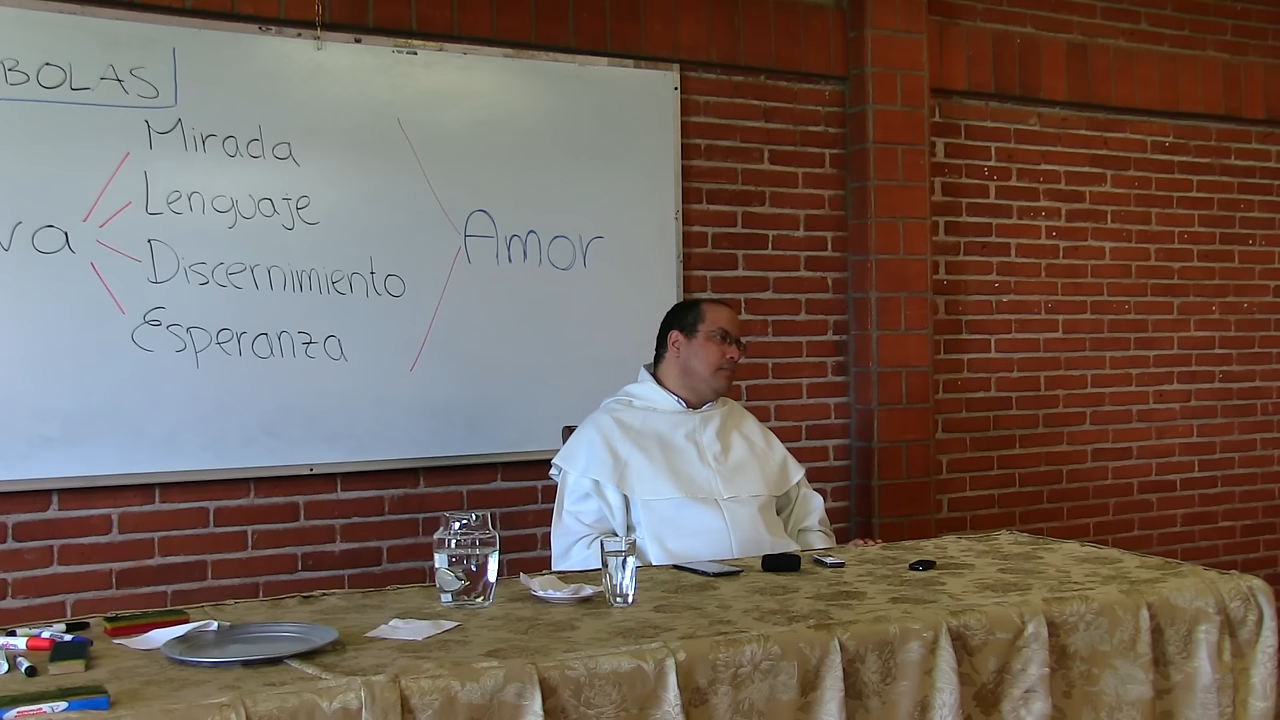 BOLAS
Mirada
Lenguaje
va
Discernimiento
Esperanza
Amor